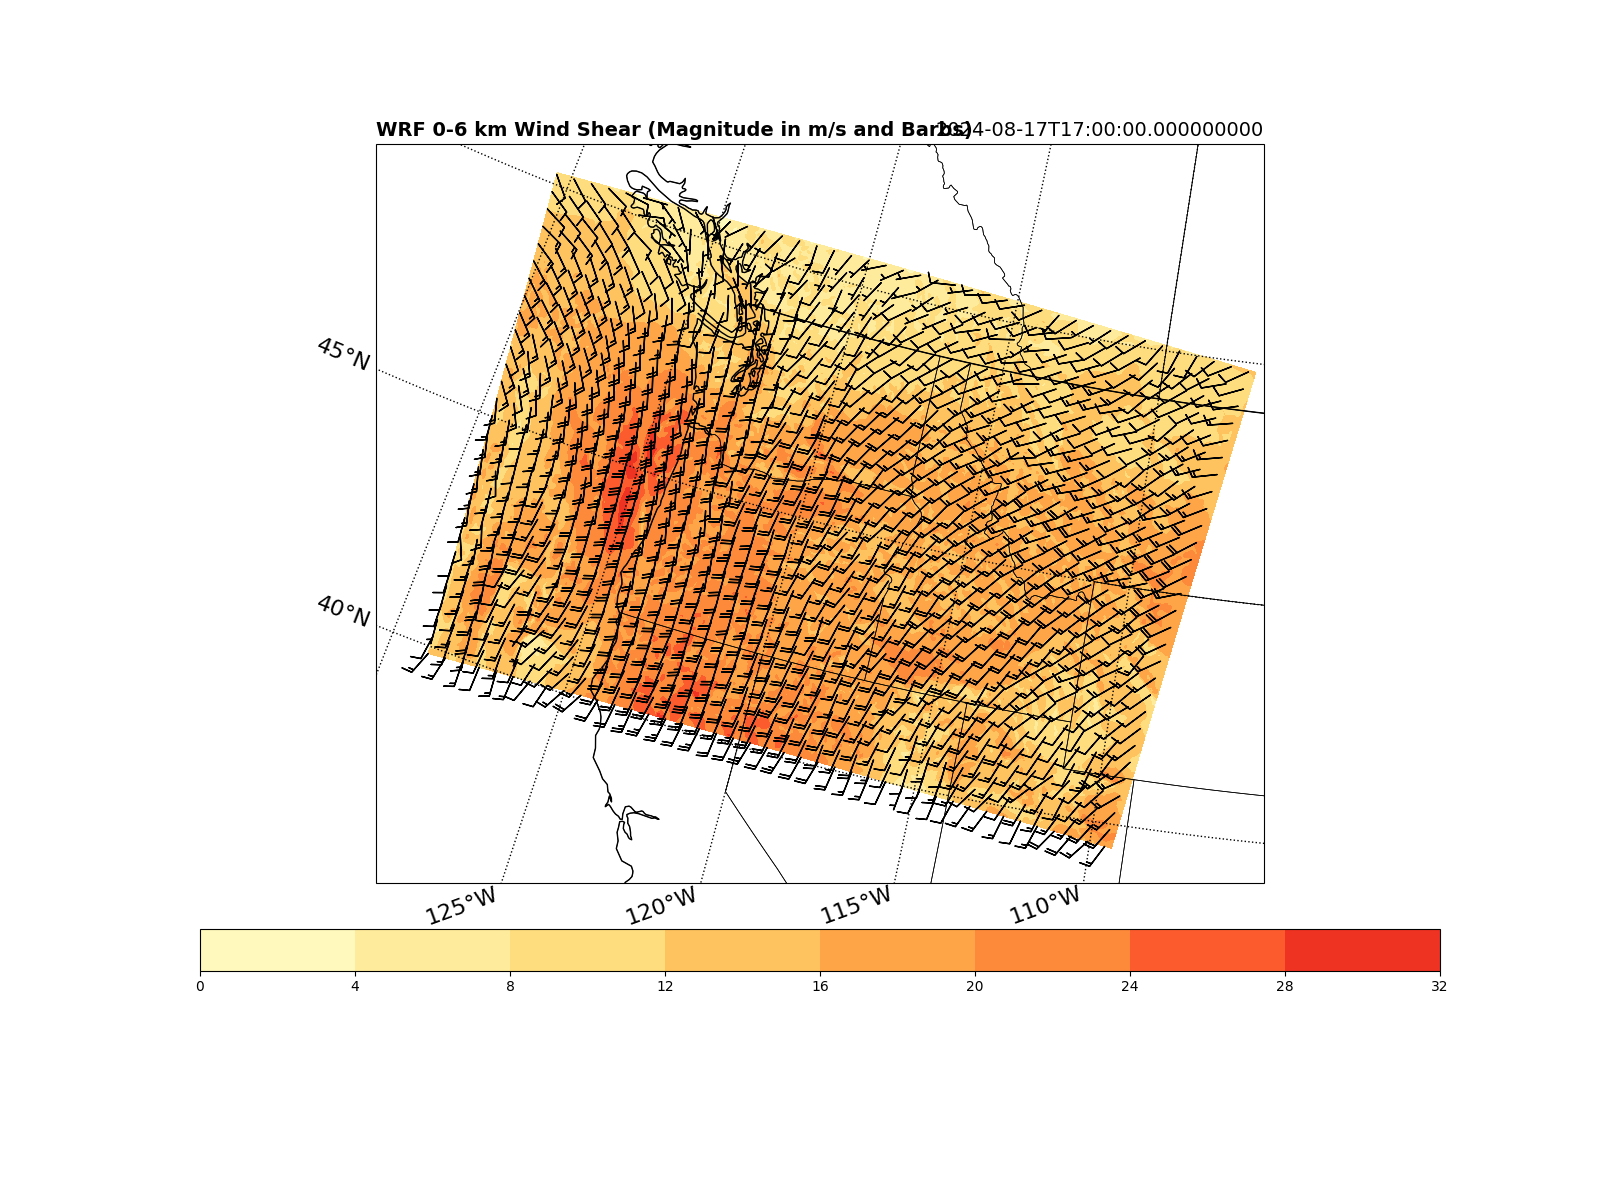 WRF 0-6 km Wind Shear (Magnitude in m/s and Barbs) 2024-08-17T17:00:00.000000000
45°N
40°N
125°W 120°W 115°W 110°W
0 4 8 12 16 20 24 28 32